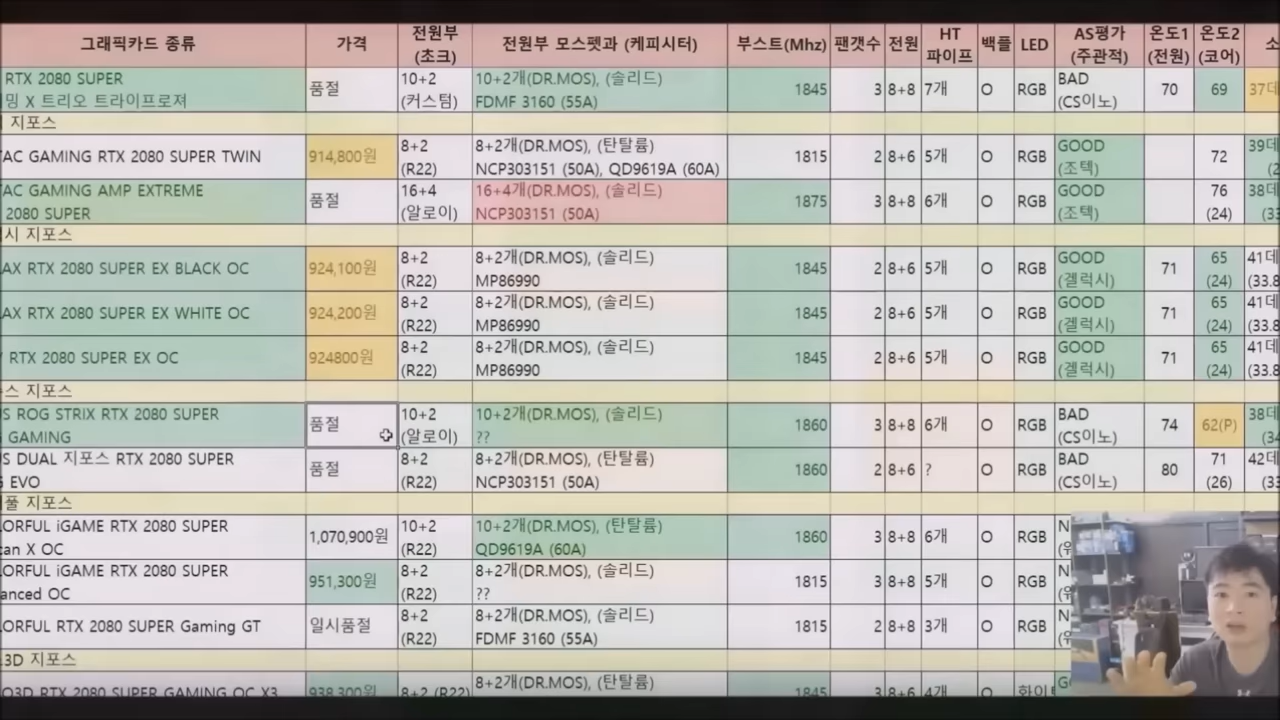 그래픽카드 종류 가격 전원부 (초크) 전원부 모스펫과 (케피시터) 부스트(Mhz) 팬갯수 전원 HT 파이프 백플 LED AS평가 (주관적) 온도1 (전원) 온도2 (코어) 소
RTX 2080 SUPER 품절 10+2 10+2개(DR.MOS), (솔리드) 1845 3 8+8 7개 O RGB BAD 70 69 37데
밍 X 트리오 트라이프로져 (커스텀) FDMF 3160 (55A) (CS이노)
지포스
TAC GAMING RTX 2080 SUPER TWIN 914,800원 8+2 8+2개(DR.MOS), (탄탈륨) 1815 2 8+6 5개 O RGB GOOD 72 39데
(R22) NCP303151 (50A), QD9619A (60A) (조텍)
TAC GAMING AMP EXTREME 품절 16+4 16+4개(DR.MOS), (솔리드) 1875 3 8+8 6개 O RGB GOOD 76 38데
2080 SUPER (알로이) NCP303151 (50A) (조텍) (24) (33
시 지포스
AX RTX 2080 SUPER EX BLACK OC 924,100원 8+2 8+2개(DR.MOS), (솔리드) 1845 2 8+6 5개 O RGB GOOD 71 65 41데
(R22) MP86990 (겔럭시) (24) (33.8
AX RTX 2080 SUPER EX WHITE OC 924,200원 8+2 8+2개(DR.MOS), (솔리드) 1845 2 8+6 5개 O RGB GOOD 71 65 41데
(R22) MP86990 (겔럭시) (24) (33.8
RTX 2080 SUPER EX OC 924800원 8+2 8+2개(DR.MOS), (솔리드) 1845 2 8+6 5개 O RGB GOOD 71 65 41데
(R22) MP86990 (겔럭시) (24) (33.8
스 지포스
S ROG STRIX RTX 2080 SUPER 품절 10+2 10+2개(DR.MOS), (솔리드) 1860 3 8+8 6개 O RGB BAD 74 62(P) 38데
GAMING (알로이) ?? (CS이노) (34
S DUAL 지포스 RTX 2080 SUPER 품절 8+2 8+2개(DR.MOS), (탄탈륨) 1860 2 8+6 ? O RGB BAD 80 71 42데
EVO (R22) NCP303151 (50A) (CS이노) (26) (33
풀 지포스
ORFUL iGAME RTX 2080 SUPER 1,070,900원 10+2 10+2개(DR.MOS), (탄탈륨) 1860 3 8+8 6개 O RGB N
an X OC (R22) QD9619A (60A)
ORFUL iGAME RTX 2080 SUPER 951,300원 8+2 8+2개(DR.MOS), (솔리드) 1815 3 8+8 5개 O RGB N
anced OC (R22) ??
ORFUL RTX 2080 SUPER Gaming GT 일시품절 8+2 8+2개(DR.MOS), (솔리드) 1815 2 8+8 3개 O RGB N
(R22) FDMF 3160 (55A)
3D 지포스
O3D RTX 2080 SUPER GAMING OC X3 938,300원 8+2 (R22) 8+2개(DR.MOS), (탄탈륨) 1845 3 8+6 4개 O 화이트